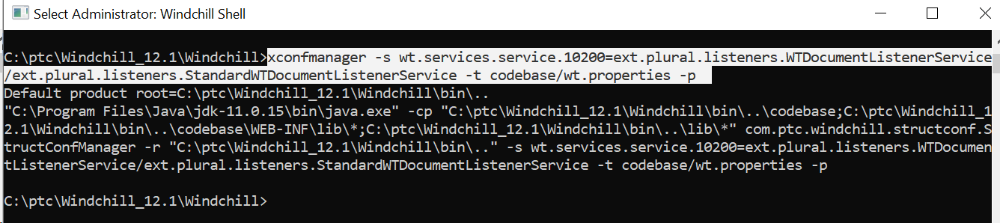 Select Administrator: Windchill Shell
C:\ptc\Windchill_12.1\Windchill>xconfmanager -s wt.services.service.10200=ext.plural.listeners.WTDocumentListenerService
/ext.plural.listeners.StandardWTDocumentListenerService -t codebase/wt.properties -p
Default product root=C:\ptc\Windchill_12.1\Windchill\bin\..
"C:\Program Files\Java\jdk-11.0.15\bin\java.exe" -cp "C:\ptc\Windchill_12.1\Windchill\bin\..\codebase;C:\ptc\Windchill_1
2.1\Windchill\bin\..\codebase\WEB-INF\lib\*;C:\ptc\Windchill_12.1\Windchill\bin\..\lib\*" com.ptc.windchill.structconf.S
tructConfManager -r "C:\ptc\Windchill_12.1\Windchill\bin\.." -s wt.services.service.10200=ext.plural.listeners.WTDocumen
tListenerService/ext.plural.listeners.StandardWTDocumentListenerService -t codebase/wt.properties -p
C:\ptc\Windchill_12.1\Windchill>